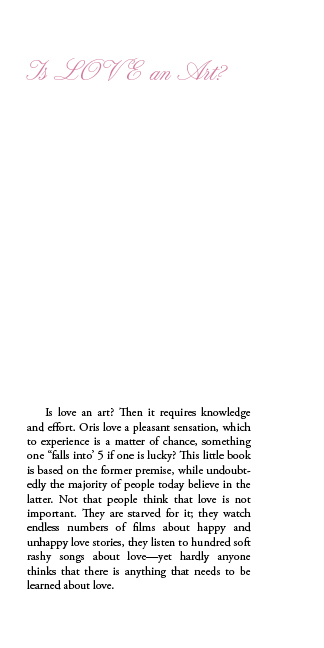 Is LOVE an Art?
Is love an art? Then it requires knowledge
and effort. Oris love a pleasant sensation, which
to experience is a matter of chance, something
one “falls into’ 5 if one is lucky? This little book
is based on the former premise, while undoubt-
edly the majority of people today believe in the
latter. Not that people think that love is not
important. They are starved for it; they watch
endless numbers of films about happy and
unhappy love stories, they listen to hundred soft
rashy songs about love—yet hardly anyone
thinks that there is anything that needs to be
learned about love.